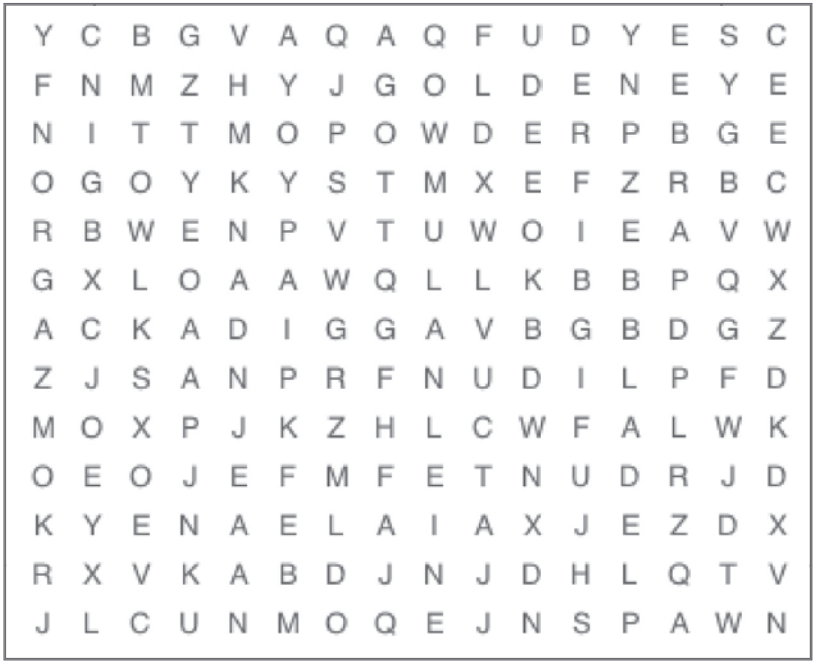 Y C B G V A Q A Q F U D Y E S C
F N M Z H Y J G O L D E N E Y E
N I T T M O P O W D E R P B G E
O G O Y K Y S T M X E F Z R B C
R B W E N P V T U W O I E A V W
G X L O A A W Q L L K B B P Q X
A C K A D I G G A V B G B D G Z
Z J S A N P R F N U D I L P F D
M O X P J K Z H L C W F A L W K
O E O J E F M F E T N U D R J D
K Y E N A E L A I A X J E Z D X
R X V K A B D J N J D H L Q T V
J L C U N M O Q E J N S P A W N